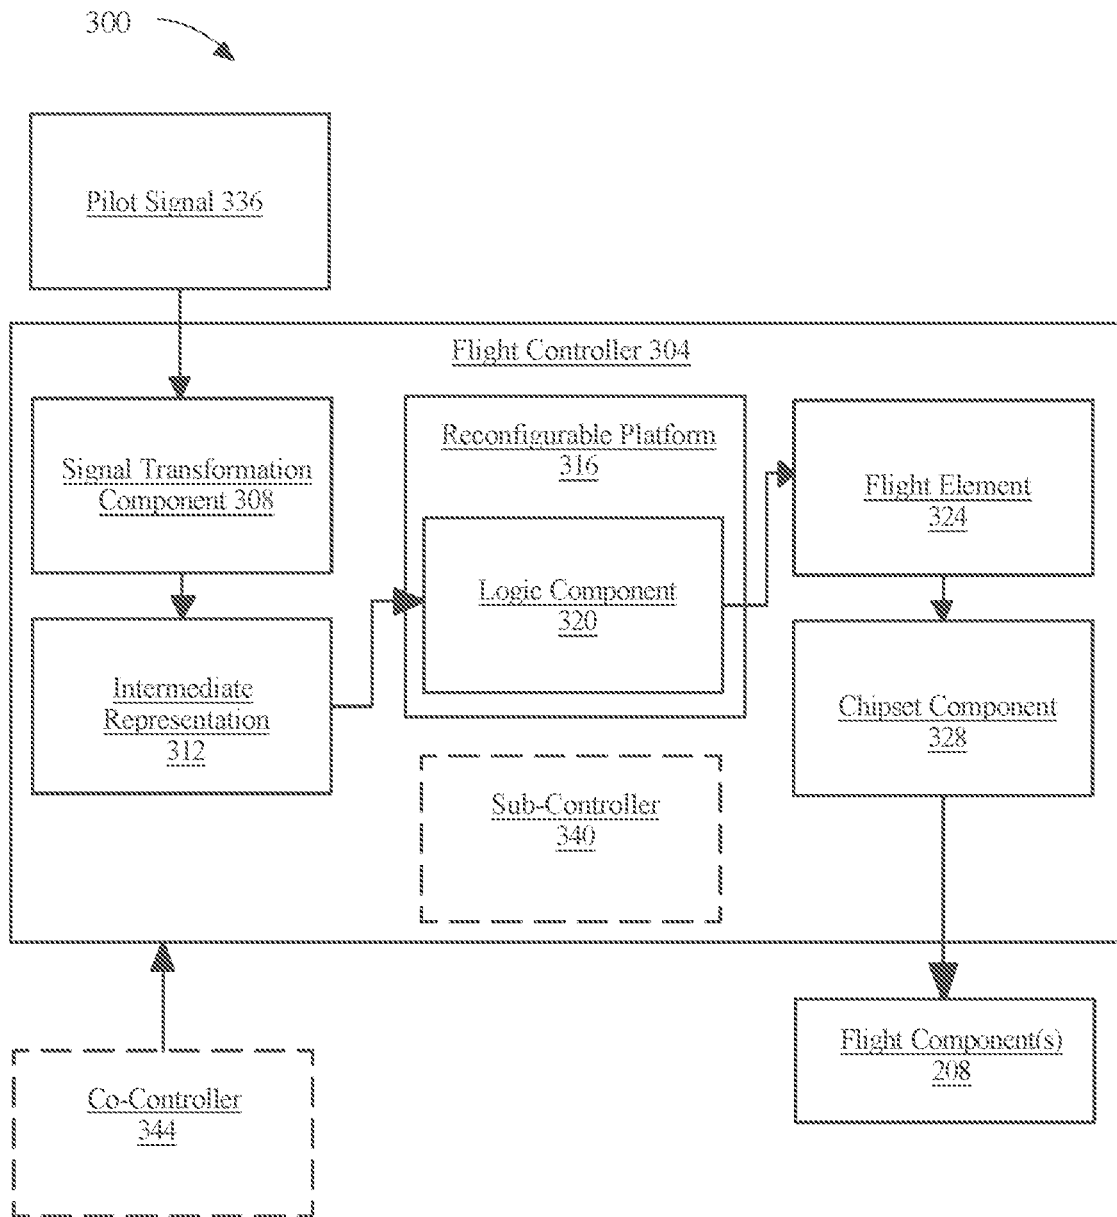 300
Pilot Signal 336
Flight Controller 304
Signal Transformation
Component 308
Reconfigurable Platform
316
Flight Element
324
Logic Component
320
Intermediate
Representation
312
Chipset Component
328
Sub-Controller
340
Flight Component(s)
208
Co-Controller
344